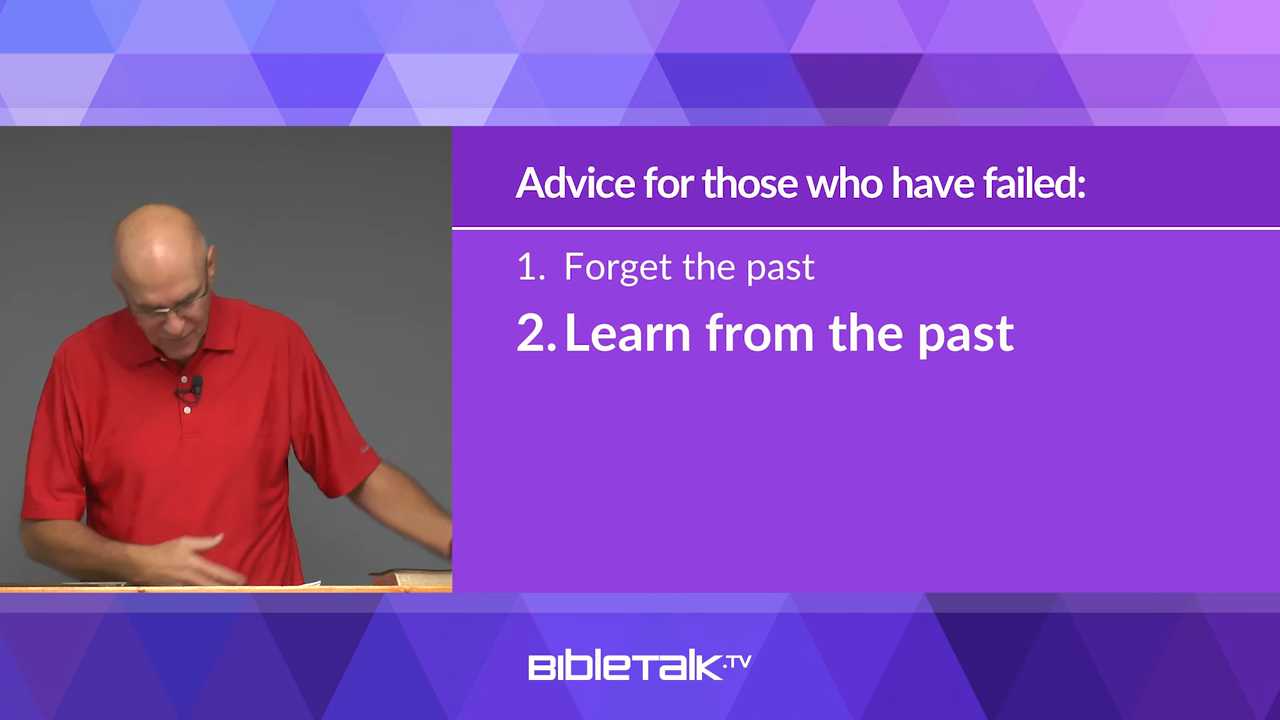 Advice for those who have failed:
1. Forget the past
2. Learn from the past
BIBLETALK.TV